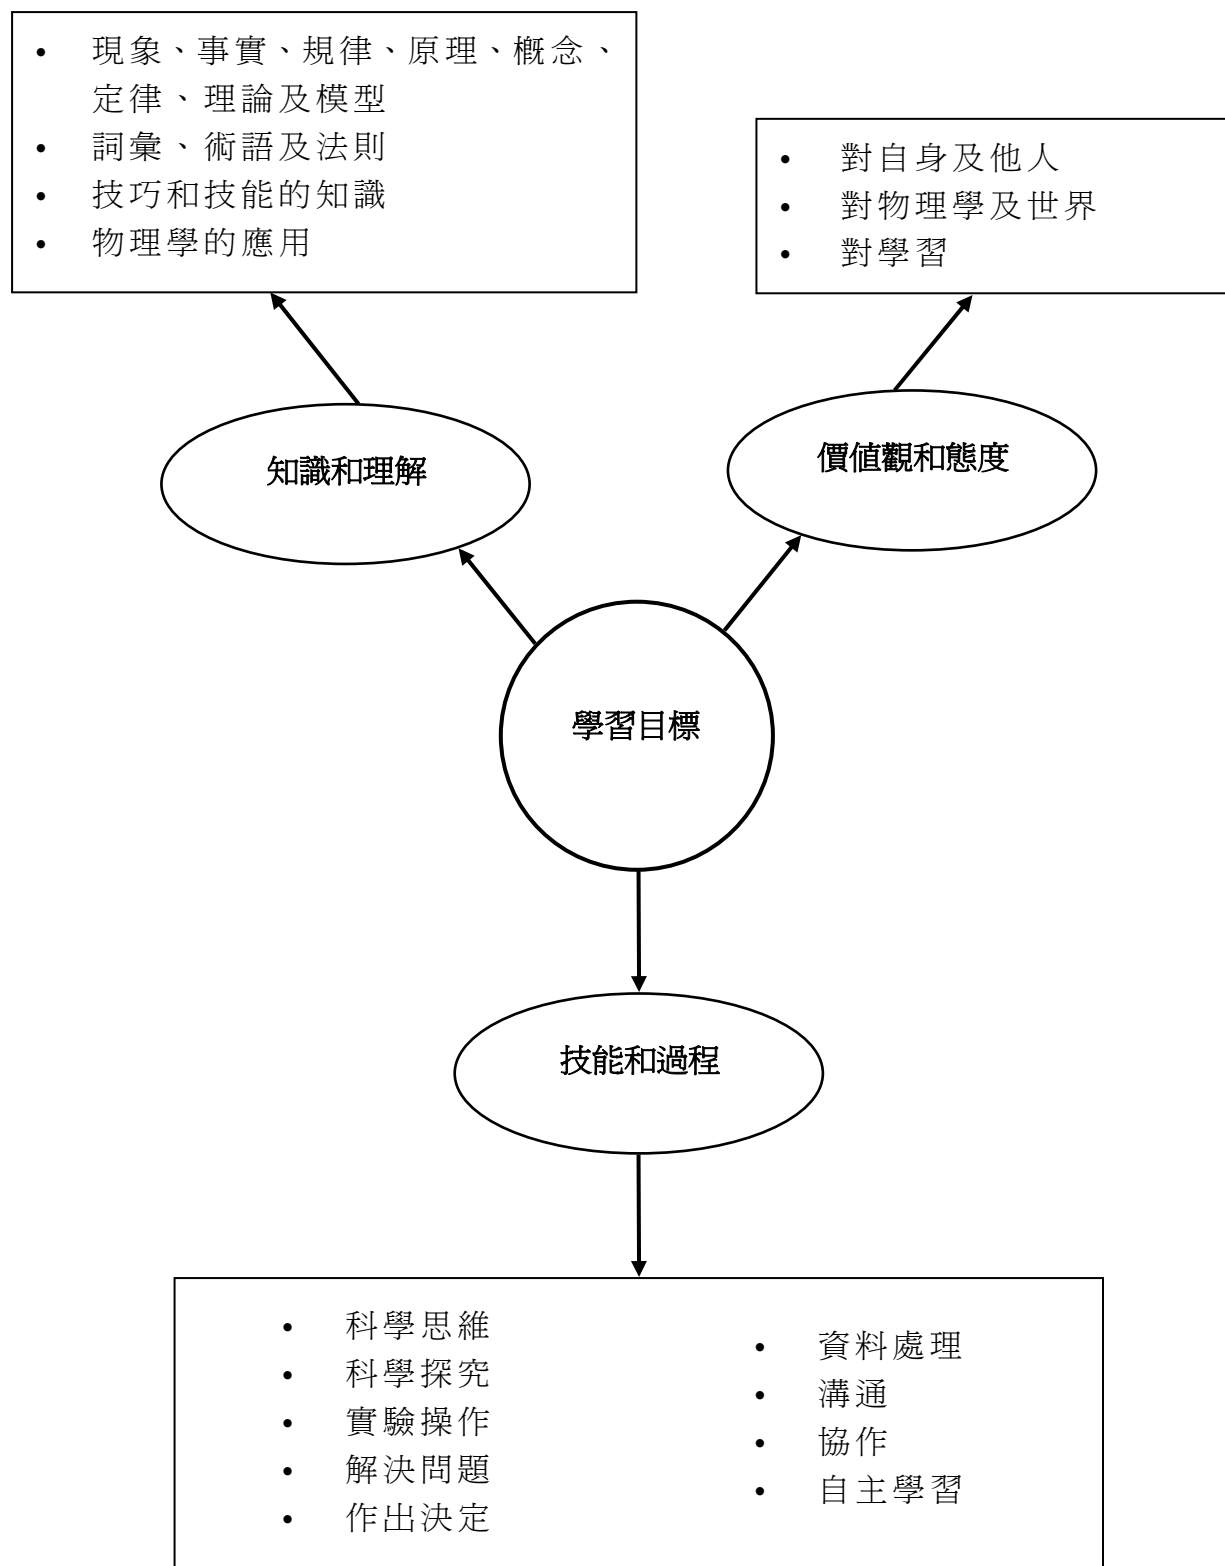 • 現象、事實、規律、原理、概念、
定律、理論及模型
• 詞彙、術語及法則
• 技巧和技能的知識
• 物理學的應用
• 對自身及他人
• 對物理學及世界
• 對學習
知識和理解
價值觀和態度
學習目標
技能和過程
• 科學思維
• 科學探究
• 實驗操作
• 解決問題
• 作出決定
• 資料處理
• 溝通
• 協作
• 自主學習